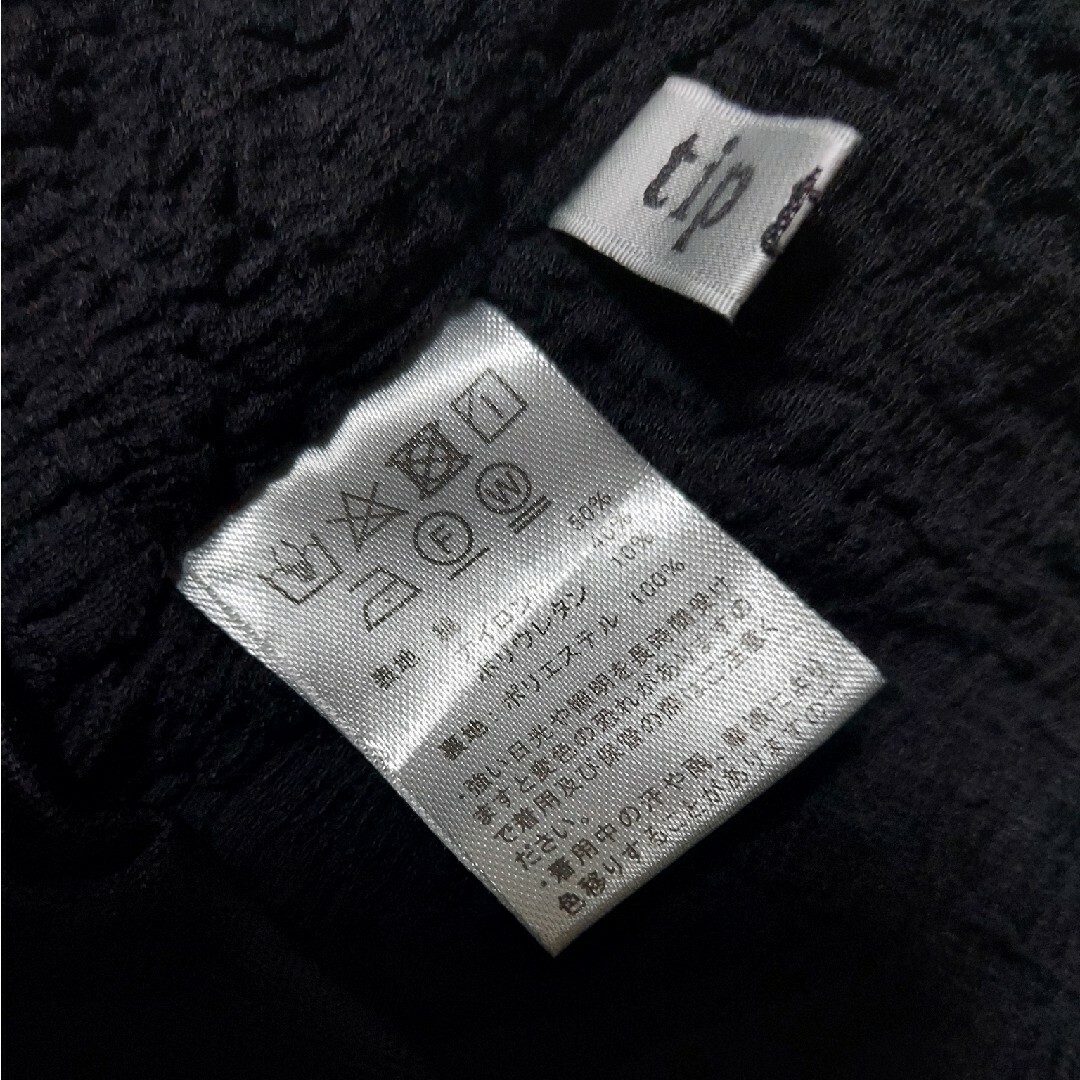 tip
F W
表地: 綿 50%
ナイロン 40%
ポリウレタン 10%
裏地: ポリエステル 100%
・強い日光や照明を長時間受け
ますと変色の恐れがありますの
で着用及び保管の際はご注意く
ださい。
・着用中の汗や雨、摩擦により
色移りすることがありますので